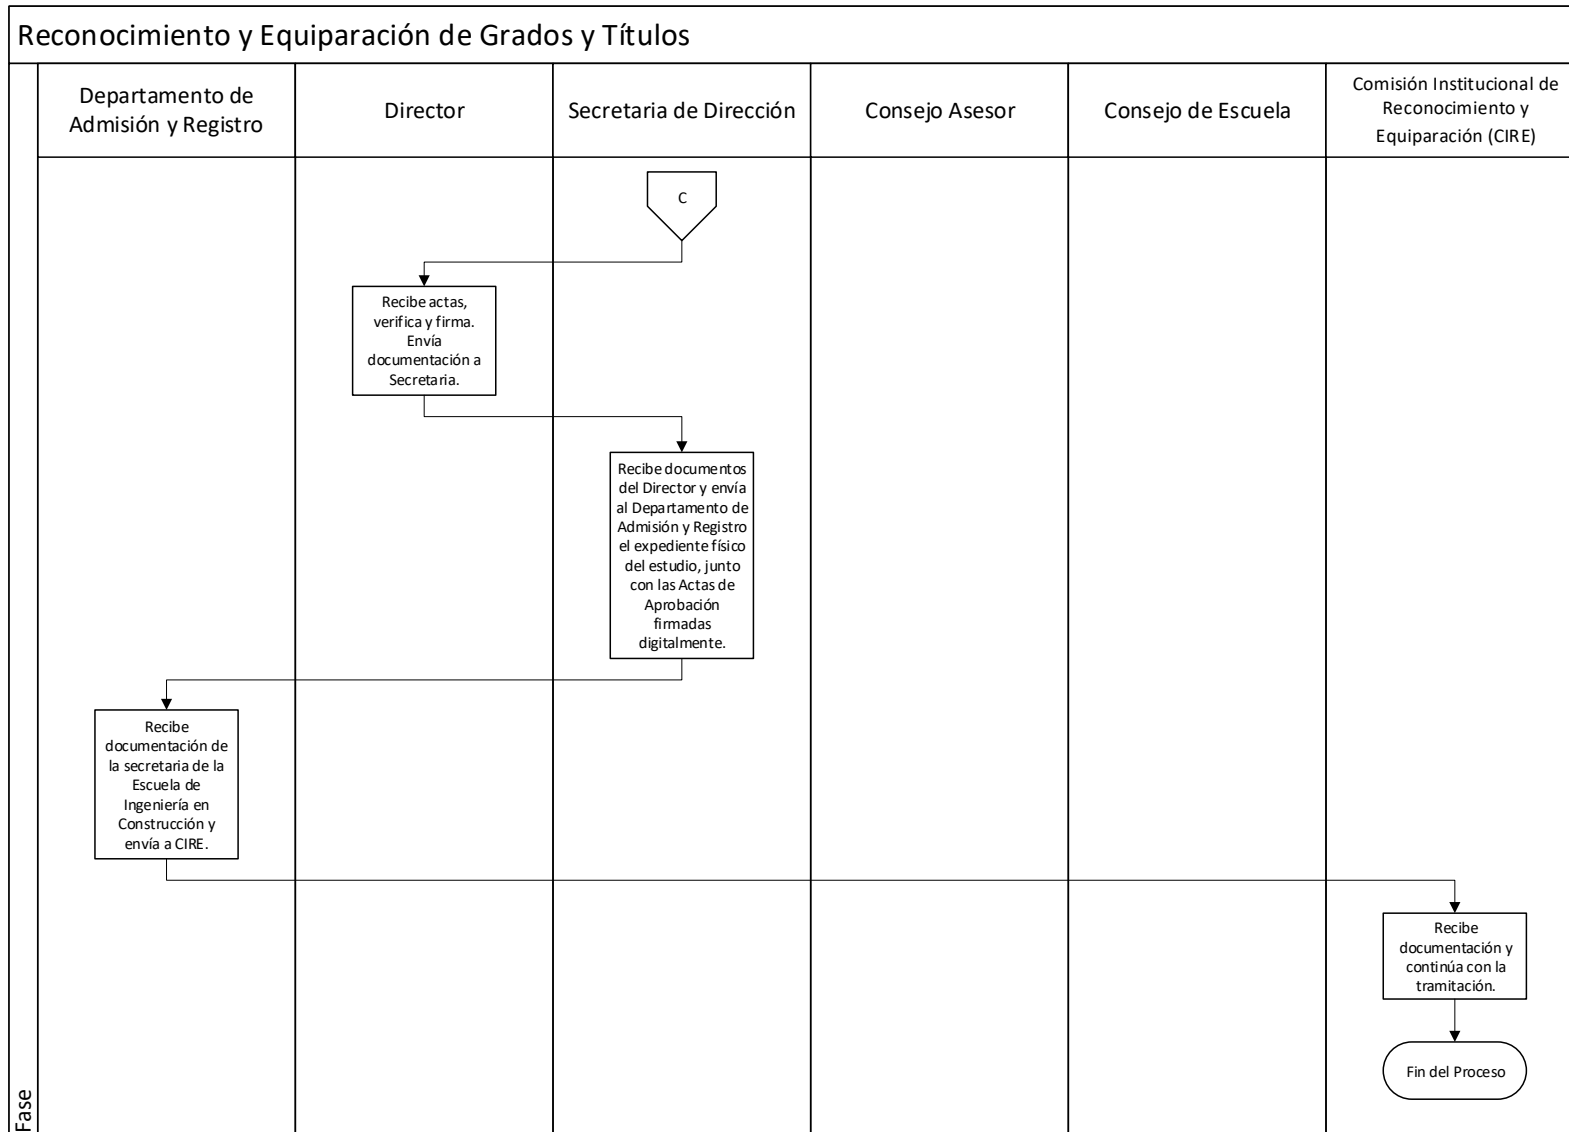 Reconocimiento y Equiparación de Grados y Títulos
Departamento de
Admisión y Registro
Director
Secretaria de Dirección
Consejo Asesor
Consejo de Escuela
Comisión Institucional de
Reconocimiento y
Equiparación (CIRE)
C
Recibe actas,
verifica y firma.
Envía
documentación a
Secretaria.
Recibe documentos
del Director y envía
al Departamento de
Admisión y Registro
el expediente físico
del estudio, junto
con las Actas de
Aprobación
firmadas
digitalmente.
Recibe
documentación de
la secretaria de la
Escuela de
Ingeniería en
Construcción y
envía a CIRE.
Recibe
documentación y
continúa con la
tramitación.
Fin del Proceso
Fase